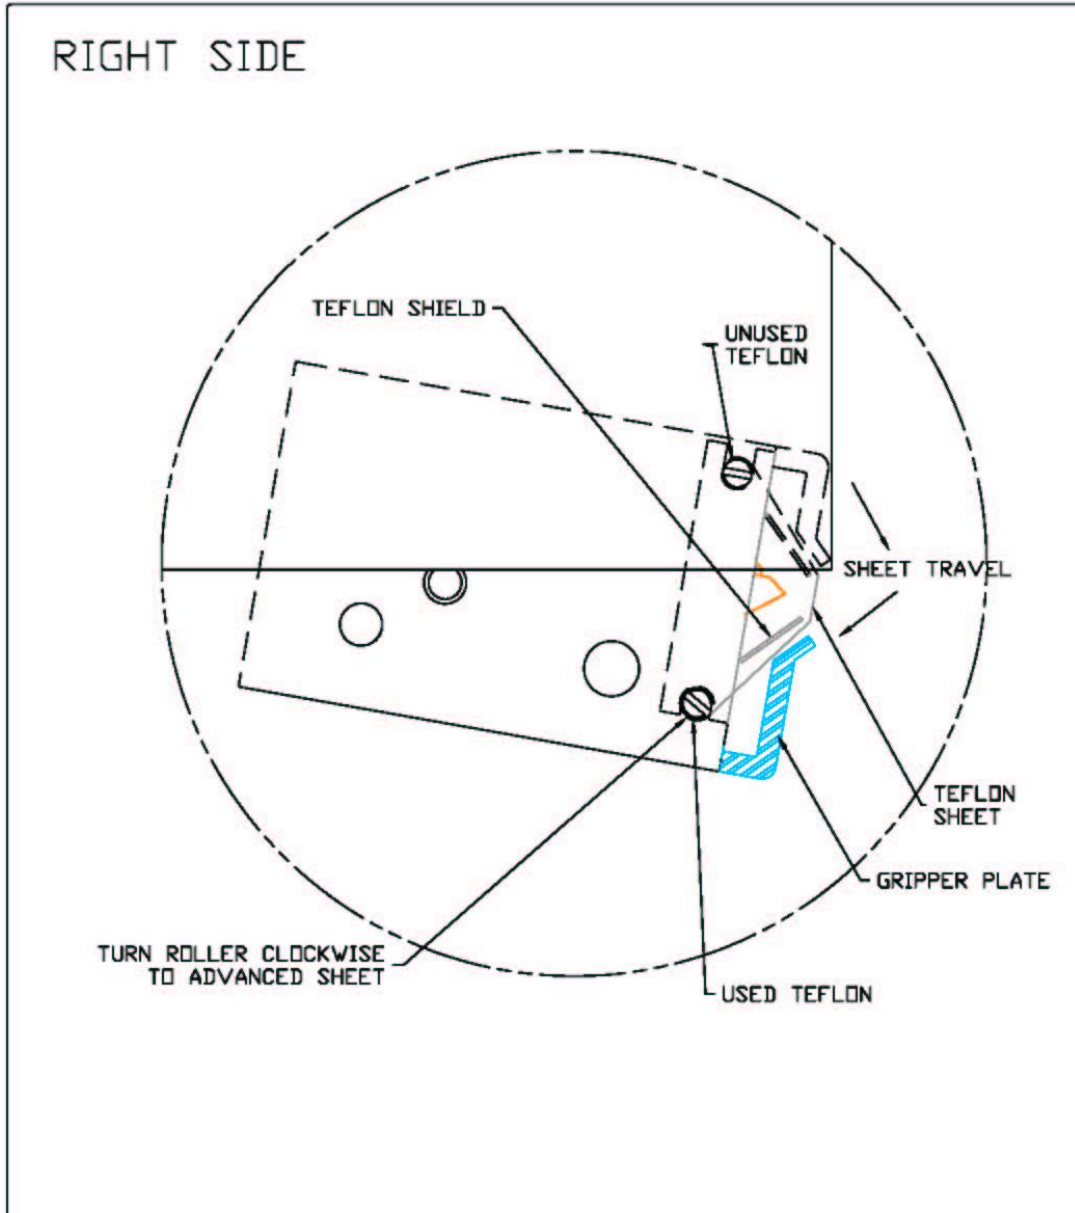 RIGHT SIDE
TEFLON SHIELD
UNUSED
TEFLON
SHEET TRAVEL
TEFLON
SHEET
GRIPPER PLATE
TURN ROLLER CLOCKWISE
TO ADVANCED SHEET
USED TEFLON